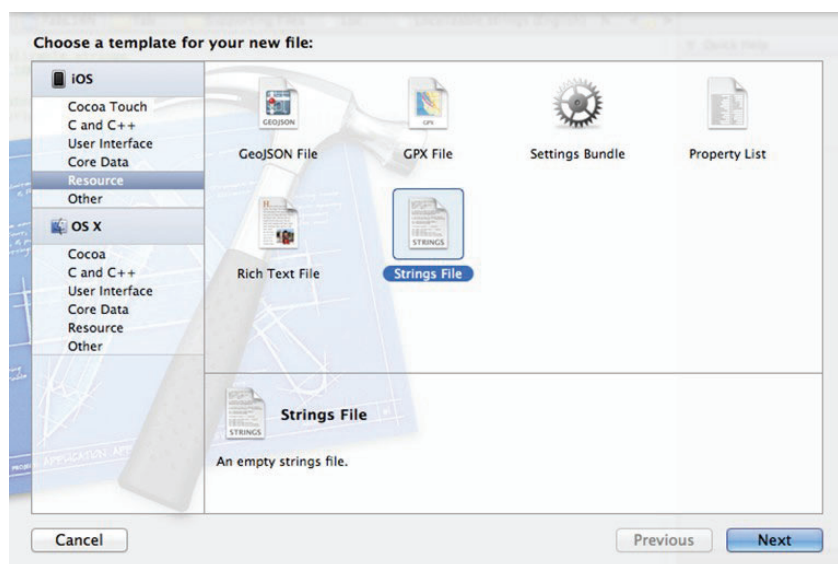 Choose a template for your new file:
iOS
Cocoa Touch
C and C++
User Interface
Core Data
Resource
Other
OS X
Cocoa
C and C++
User Interface
Core Data
Resource
Other
GEOJSON
GeoJSON File
GPX
GPX File
Settings Bundle
Property List
Rich Text File
STRINGS
Strings File
STRINGS
Strings File
An empty strings file.
Cancel
Previous
Next